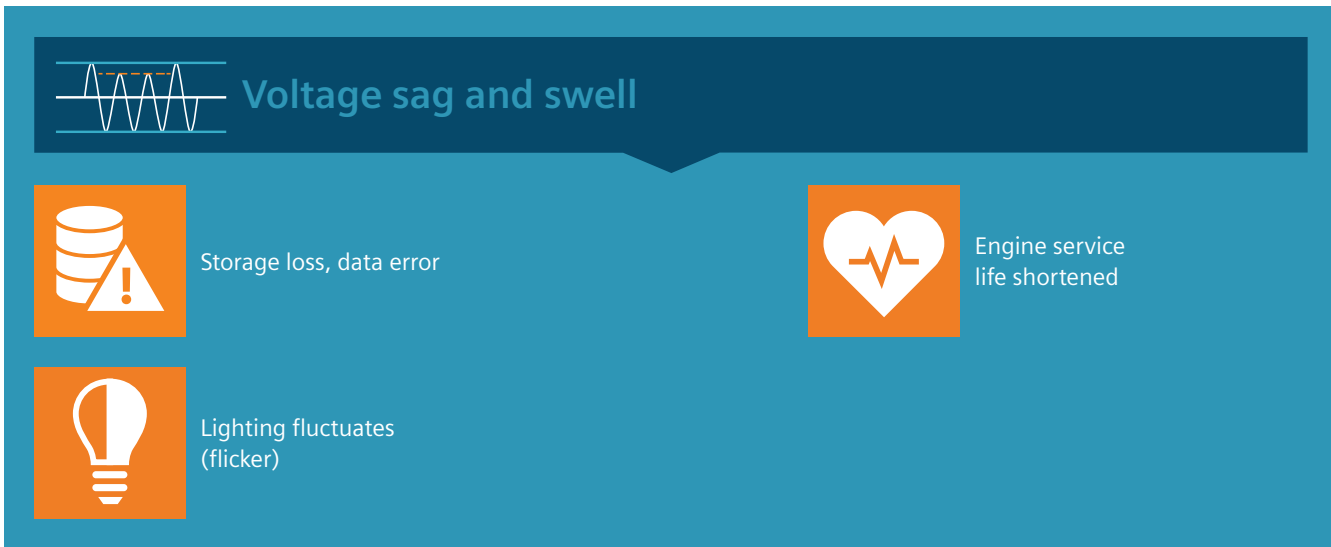 Voltage sag and swell
Storage loss, data error
Engine service
life shortened
Lighting fluctuates
(flicker)